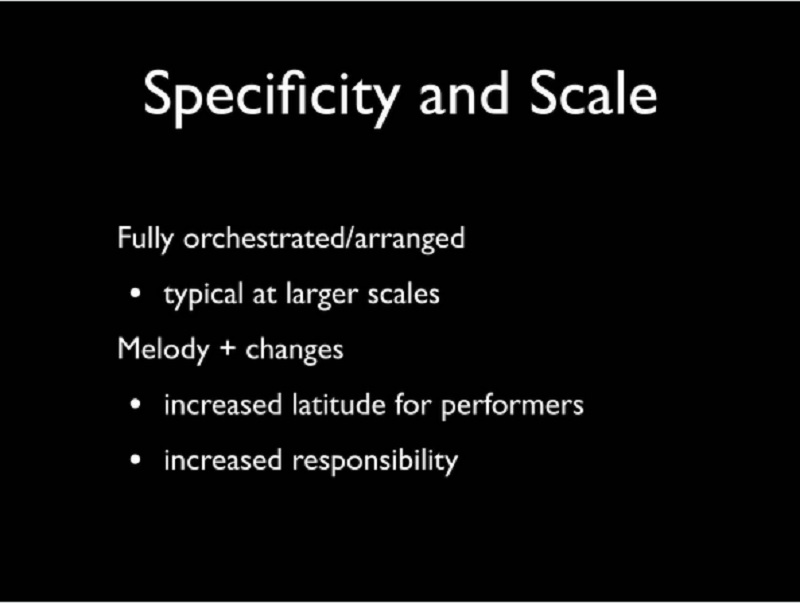 Specificity and Scale
Fully orchestrated/arranged
• typical at larger scales
Melody + changes
• increased latitude for performers
• increased responsibility